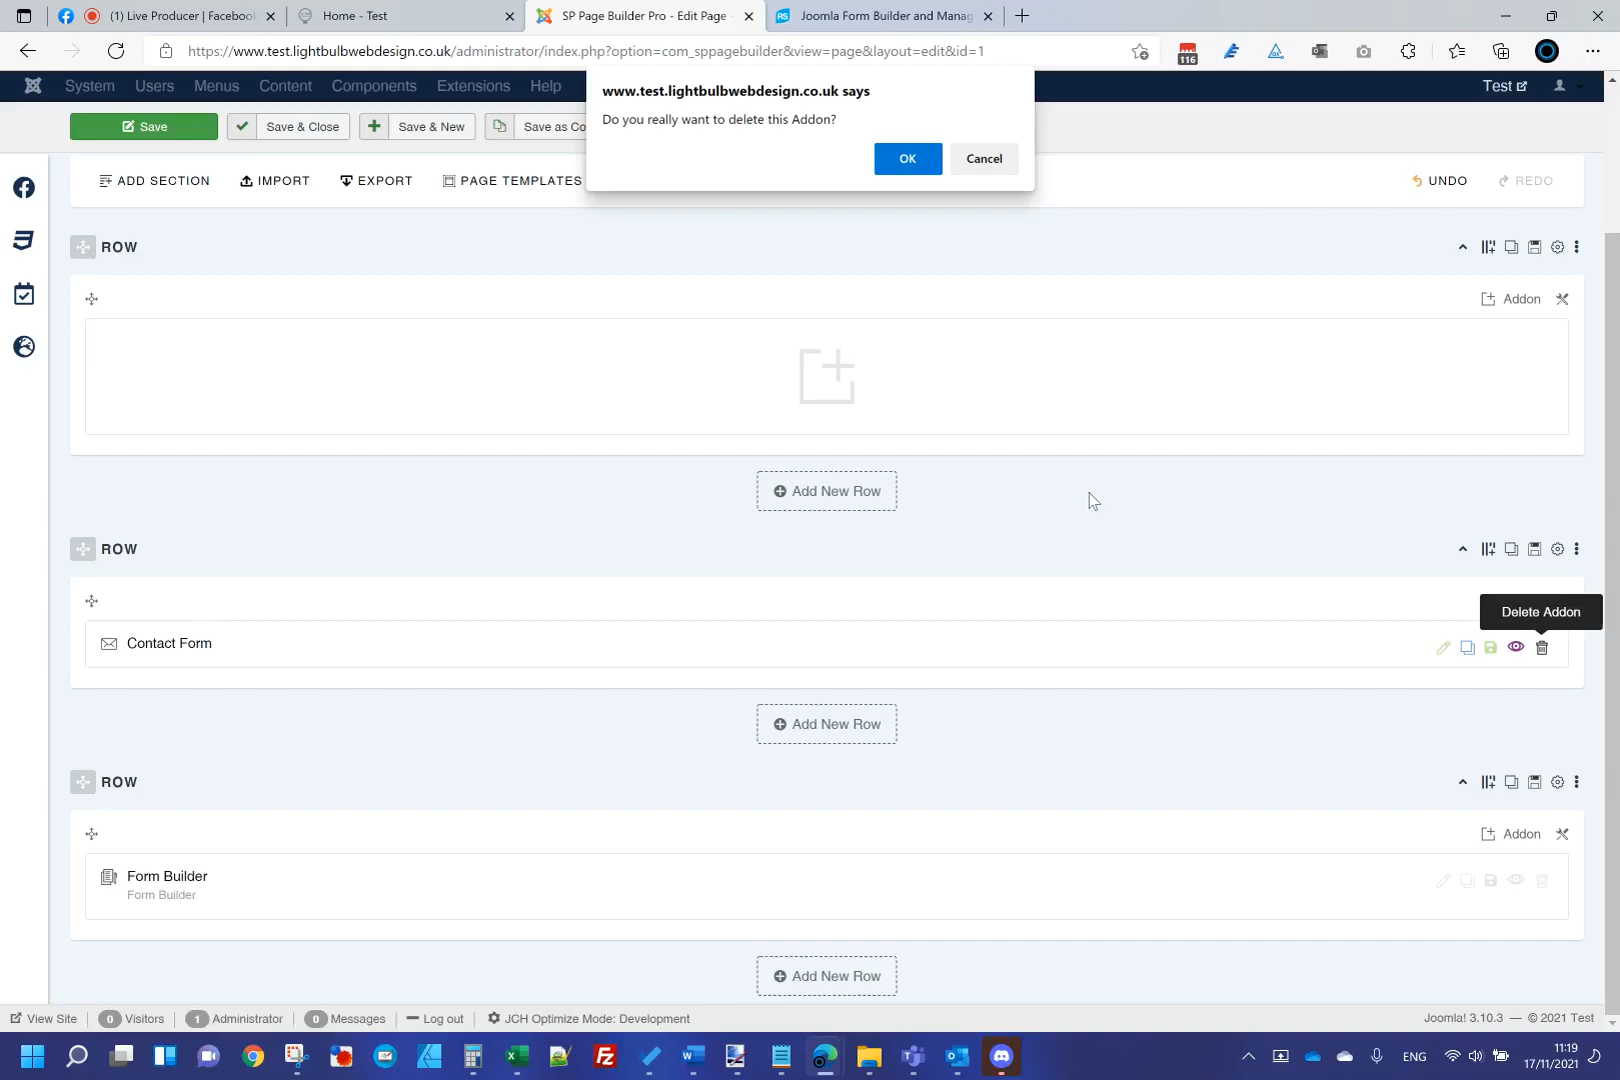 (1) Live Producer | Facebook
Home - Test
SP Page Builder Pro - Edit Page -
Joomla Form Builder and Manag
https://www.test.lightbulbwebdesign.co.uk/administrator/index.php?option=com_sppagebuilder&view=page&layout=edit&id=1
116
System Users Menus Content Components Extensions Help
Test
www.test.lightbulbwebdesign.co.uk says
Do you really want to delete this Addon?
OK Cancel
Save Save & Close Save & New Save as Co
ADD SECTION IMPORT EXPORT PAGE TEMPLATES UNDO REDO
ROW
Addon
Add New Row
ROW
Delete Addon
Contact Form
Add New Row
ROW
Addon
Form Builder
Form Builder
Add New Row
View Site 0 Visitors 1 Administrator 0 Messages Log out JCH Optimize Mode: Development Joomla! 3.10.3 — © 2021 Test
ENG
11:19
17/11/2021